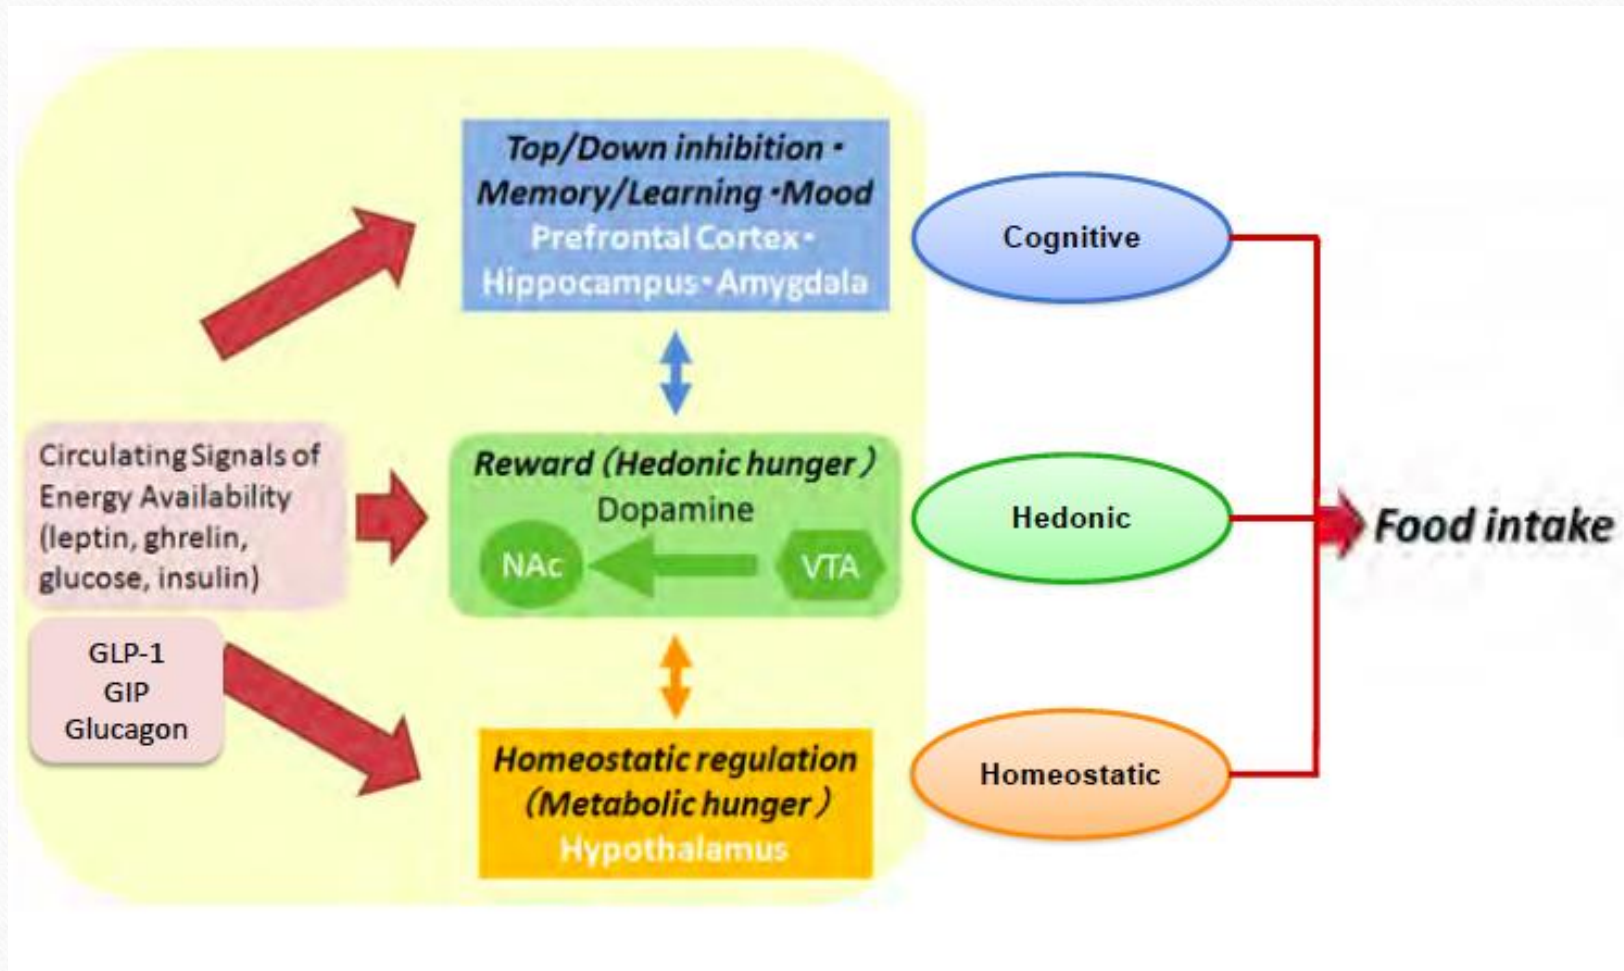 Top/Down inhibition・
Memory/Learning・Mood
Prefrontal Cortex・
Hippocampus・Amygdala
Cognitive
Circulating Signals of
Energy Availability
(leptin, ghrelin,
glucose, insulin)
Reward (Hedonic hunger)
Dopamine
NAc
VTA
Hedonic
Food intake
GLP-1
GIP
Glucagon
Homeostatic regulation
(Metabolic hunger)
Hypothalamus
Homeostatic